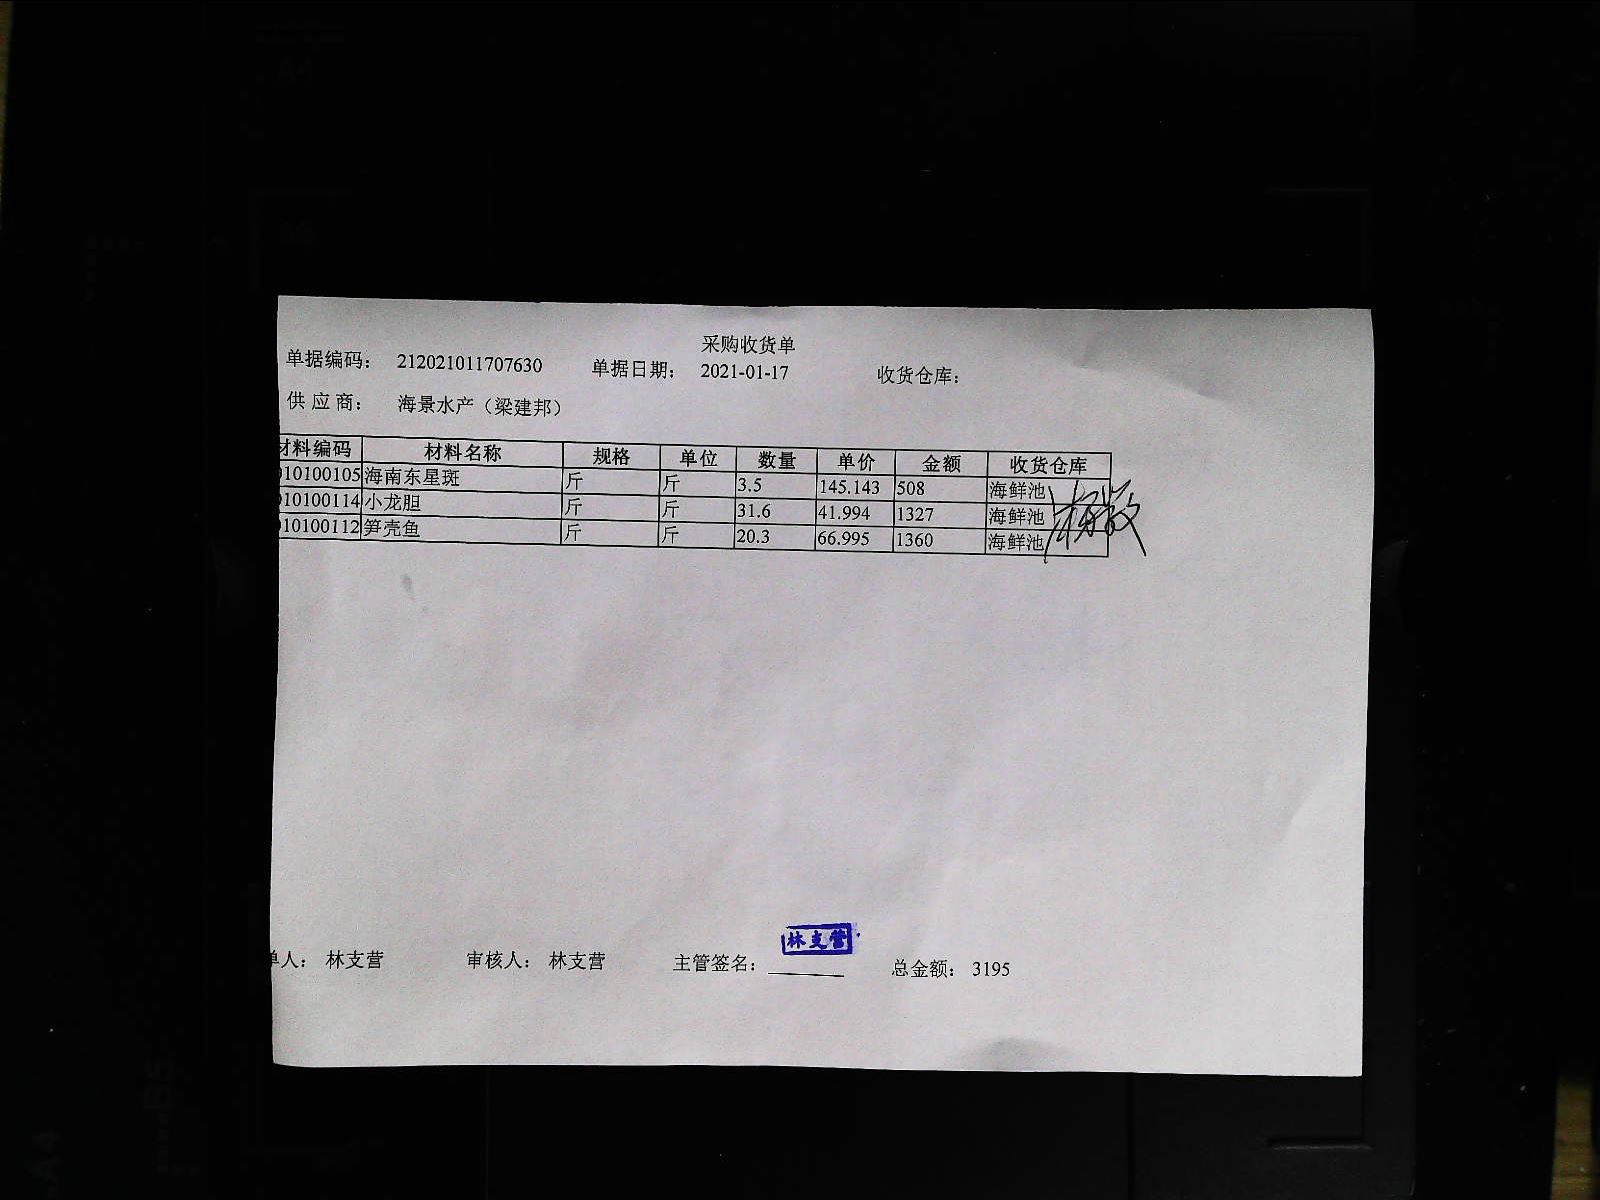 采购收货单
单据编码： 212021011707630 单据日期： 2021-01-17 收货仓库：
供应商： 海景水产（梁建邦）
材料编码 材料名称 规格 单位 数量 单价 金额 收货仓库
010100105 海南东星斑 斤 斤 3.5 145.143 508 海鲜池
010100114 小龙胆 斤 斤 31.6 41.994 1327 海鲜池
010100112 笋壳鱼 斤 斤 20.3 66.995 1360 海鲜池
林支营
单人： 林支营 审核人： 林支营 主管签名： 总金额： 3195